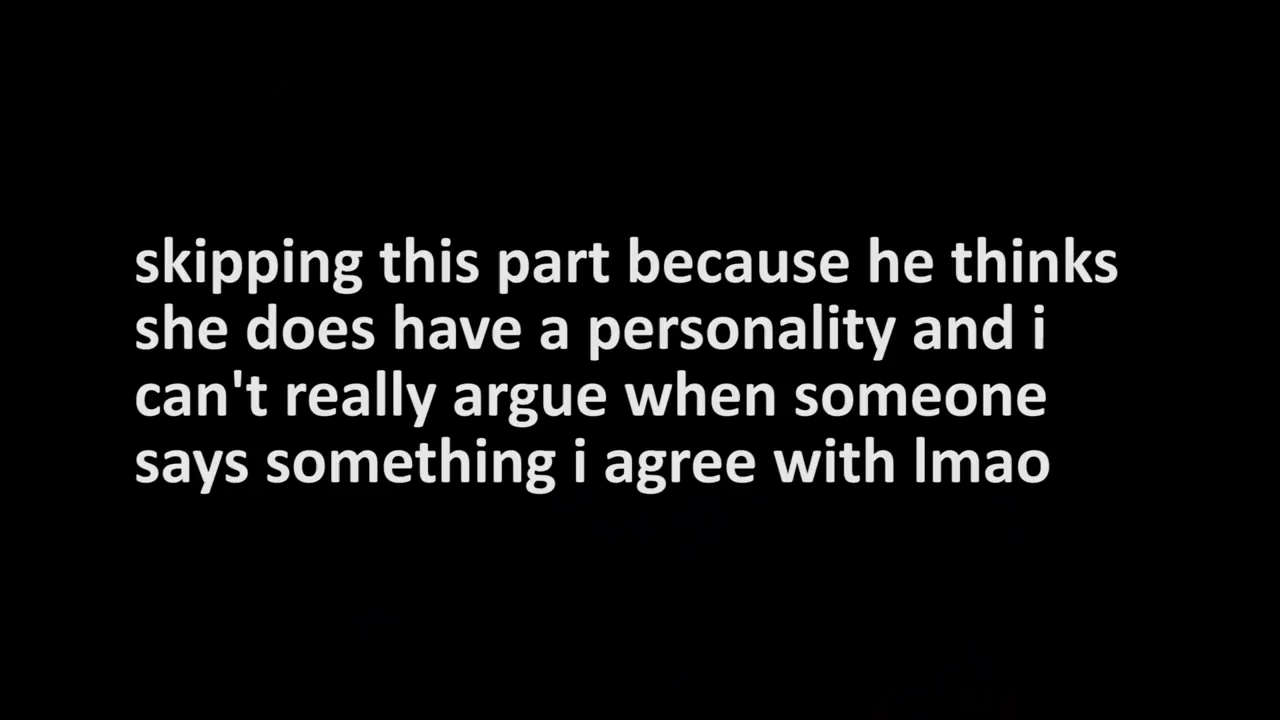 skipping this part because he thinks
she does have a personality and i
can't really argue when someone
says something i agree with lmao